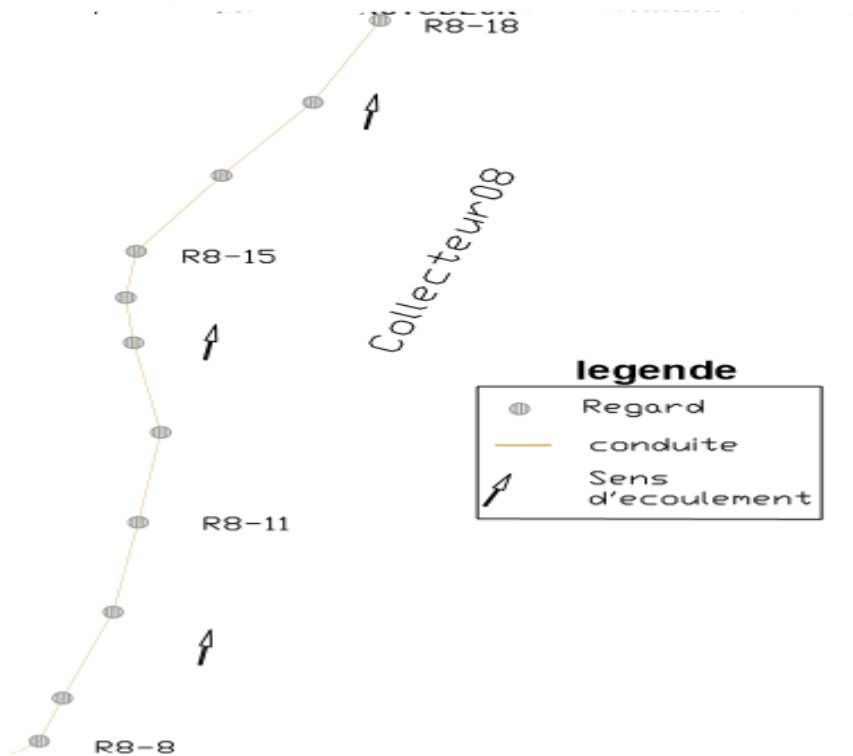 R8-18
Collecteur08
R8-15
legende
Regard
conduite
Sens
d'ecoulement
R8-11
R8-8